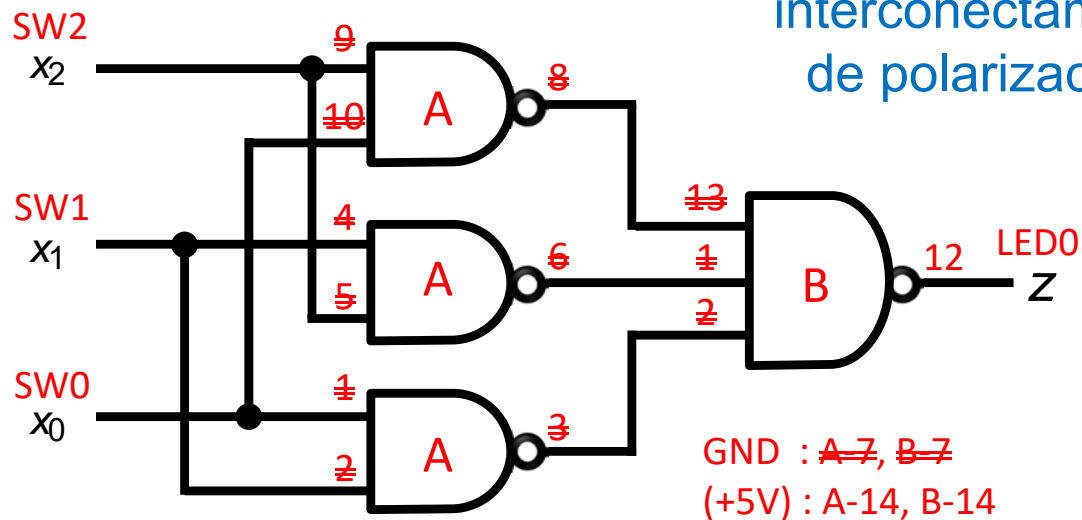 interconectam
de polarizac
SW2
x2
9
10
A
8
SW1
x1
4
5
A
6
13
1
2
B
12
LED0
z
SW0
x0
1
2
A
3
GND : A-7, B-7
(+5V) : A-14, B-14